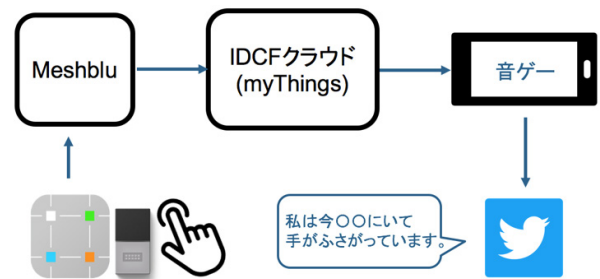 Meshblu
IDCFクラウド
(myThings)
音ゲー
私は今〇〇にいて
手がふさがっています。